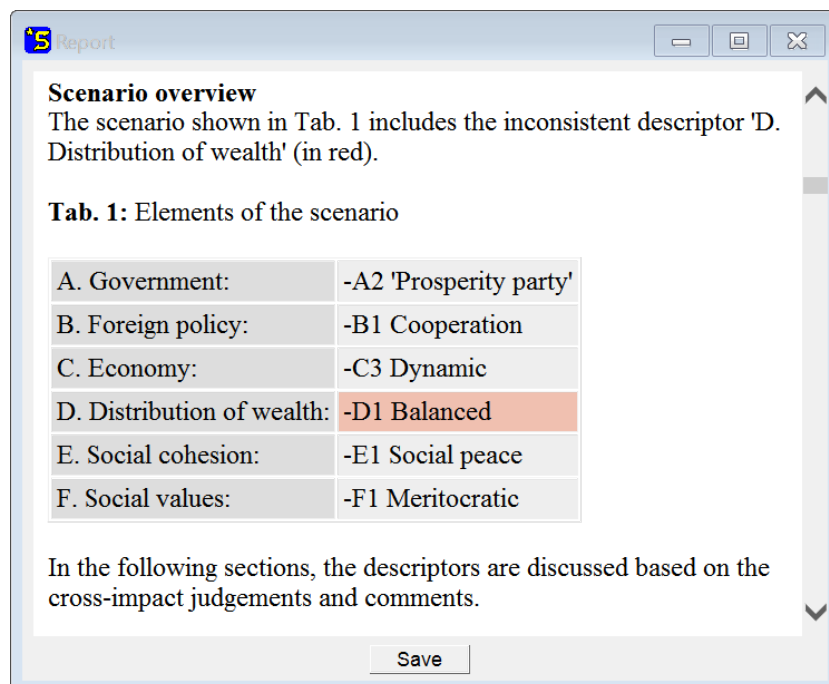 Report
Scenario overview
The scenario shown in Tab. 1 includes the inconsistent descriptor 'D.
Distribution of wealth' (in red).
Tab. 1: Elements of the scenario
A. Government: -A2 'Prosperity party'
B. Foreign policy: -B1 Cooperation
C. Economy: -C3 Dynamic
D. Distribution of wealth: -D1 Balanced
E. Social cohesion: -E1 Social peace
F. Social values: -F1 Meritocratic
In the following sections, the descriptors are discussed based on the
cross-impact judgements and comments.
Save